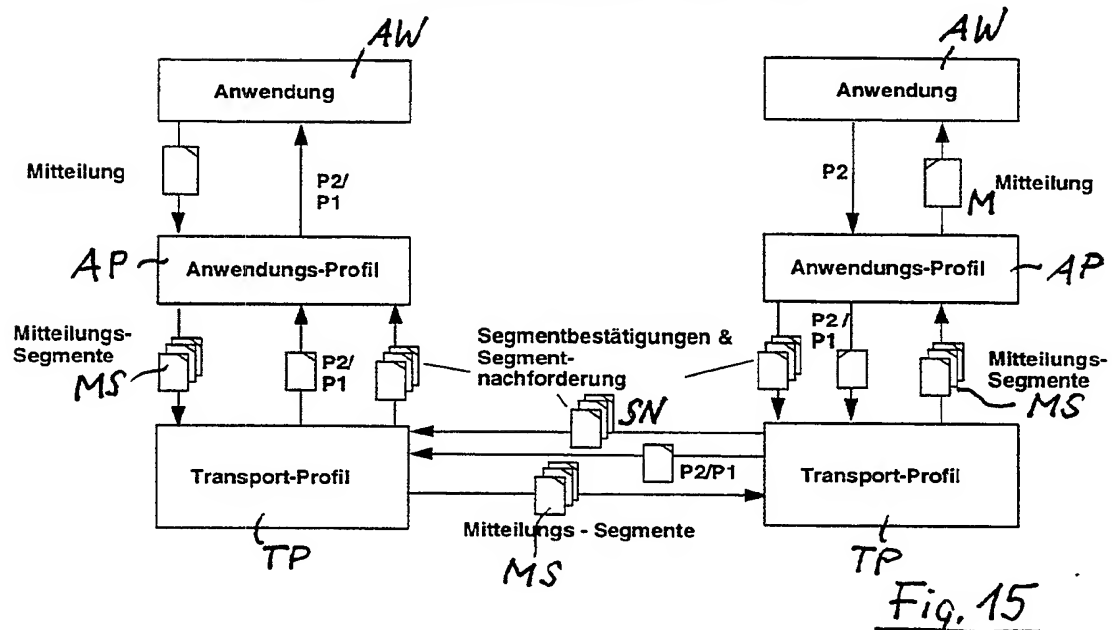 AW
AW
Anwendung
Anwendung
Mitteilung
P2/
P1
P2
M
Mitteilung
AP
Anwendungs-Profil
Anwendungs-Profil
AP
Mitteilungs-
Segmente
MS
P2/
P1
Segmentbestätigungen &
Segment-
nachforderung
P2/
P1
Mitteilungs-
Segmente
MS
SN
Transport-Profil
P2/P1
Transport-Profil
Mitteilungs - Segmente
TP
MS
TP
Fig. 15